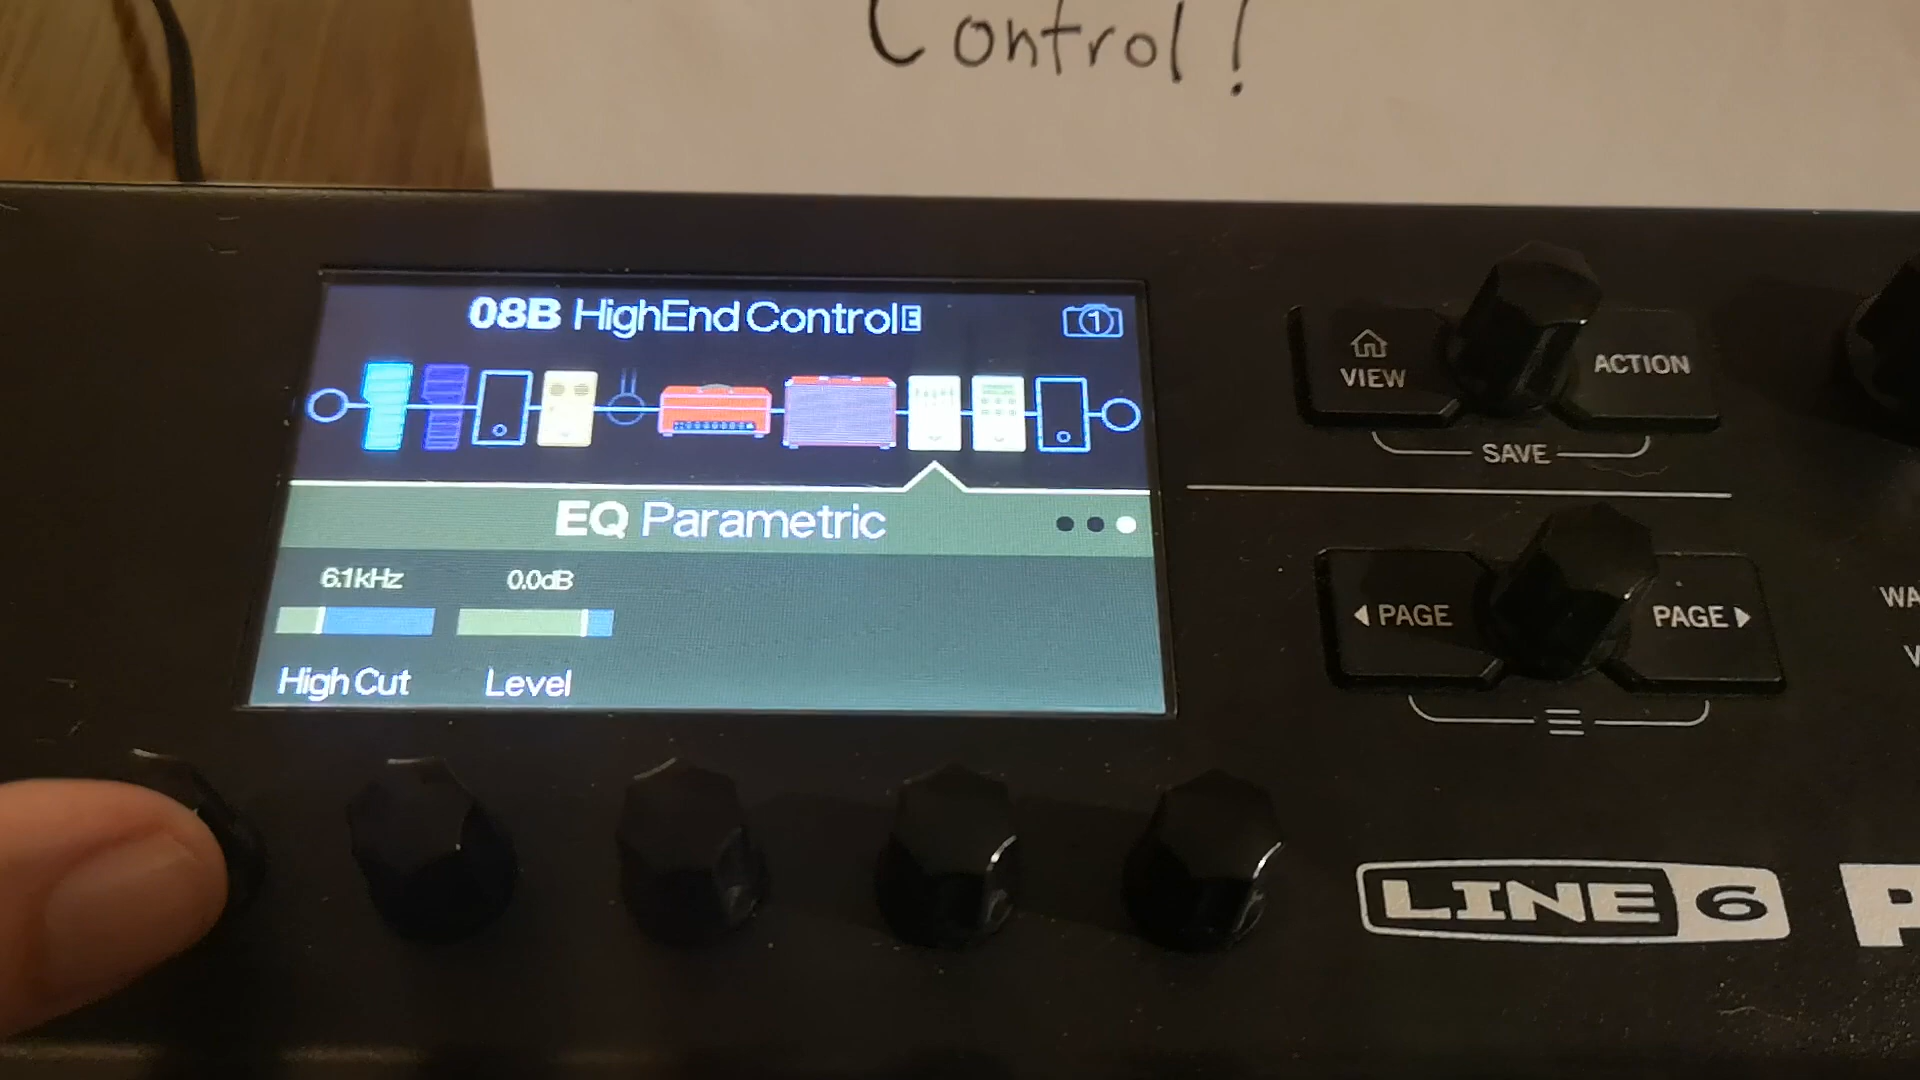 Control!
08B HighEnd Control E
1
EQ Parametric
6.1kHz 0.0dB
High Cut Level
VIEW
ACTION
SAVE
PAGE
PAGE
LINE 6